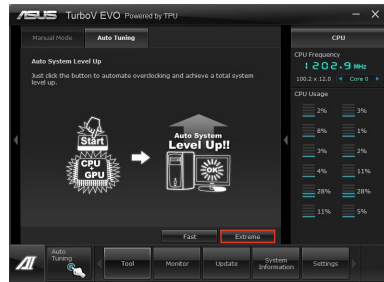 ASUS TurboV EVO Powered by TPU
Manual Mode
Auto Tuning
Auto System Level Up
Just click the button to automate overclocking and achieve a total system
level up.
Start
CPU
+
GPU
Auto System
Level Up!!
OK
Fast
Extreme
CPU
CPU Frequency
1202.9 MHz
100.2 x 12.0
Core 0
CPU Usage
2%
3%
8%
1%
3%
2%
4%
11%
28%
28%
11%
5%
Auto
Tuning
Tool
Monitor
Update
System
Information
Settings